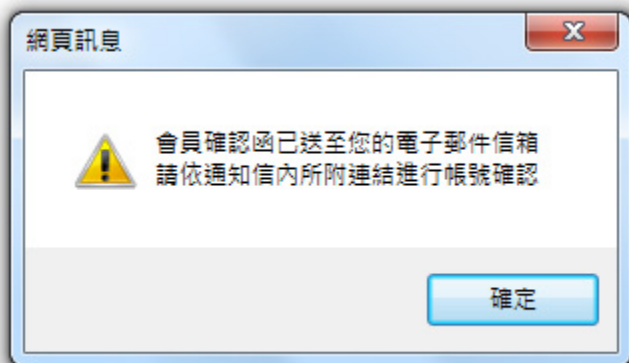 網頁訊息
會員確認函已送至您的電子郵件信箱
請依通知信內所附連結進行帳號確認
確定